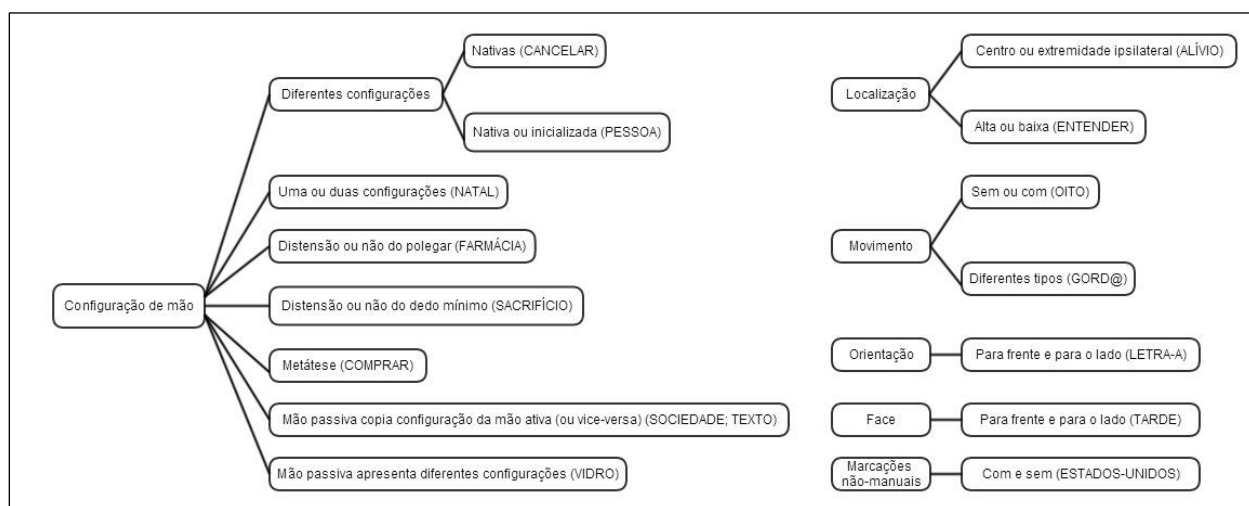 Configuração de mão
Diferentes configurações
Nativas (CANCELAR)
Nativa ou inicializada (PESSOA)
Uma ou duas configurações (NATAL)
Distensão ou não do polegar (FARMÁCIA)
Distensão ou não do dedo mínimo (SACRIFÍCIO)
Metátese (COMPRAR)
Mão passiva copia configuração da mão ativa (ou vice-versa) (SOCIEDADE; TEXTO)
Mão passiva apresenta diferentes configurações (VIDRO)
Localização
Centro ou extremidade ipsilateral (ALÍVIO)
Alta ou baixa (ENTENDER)
Movimento
Sem ou com (OITO)
Diferentes tipos (GORD@)
Orientação
Para frente e para o lado (LETRA-A)
Face
Para frente e para o lado (TARDE)
Marcações
não-manuais
Com e sem (ESTADOS-UNIDOS)